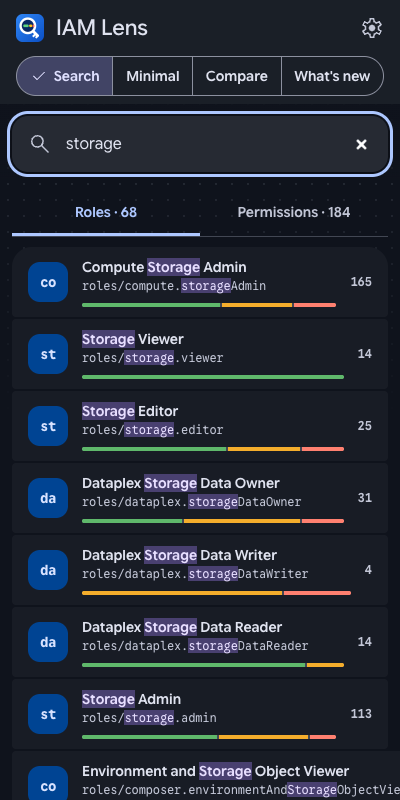 IAM Lens
Search
Minimal
Compare
What's new
storage
Roles · 68
Permissions · 184
co
Compute Storage Admin
roles/compute.storageAdmin
165
st
Storage Viewer
roles/storage.viewer
14
st
Storage Editor
roles/storage.editor
25
da
Dataplex Storage Data Owner
roles/dataplex.storageDataOwner
31
da
Dataplex Storage Data Writer
roles/dataplex.storageDataWriter
4
da
Dataplex Storage Data Reader
roles/dataplex.storageDataReader
14
st
Storage Admin
roles/storage.admin
113
co
Environment and Storage Object Viewer
roles/composer.environmentAndStorageObjectVie